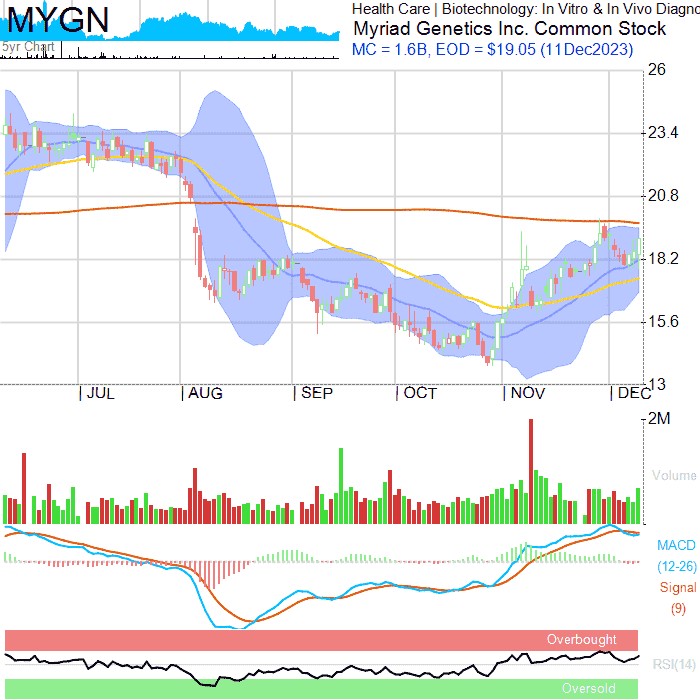 MYGN
5yr Chart
Health Care | Biotechnology: In Vitro & In Vivo Diagno
Myriad Genetics Inc. Common Stock
MC = 1.6B, EOD = $19.05 (11Dec2023)
26
23.4
20.8
18.2
15.6
13
JUL
AUG
SEP
OCT
NOV
DEC
2M
Volume
MACD
(12-26)
Signal
(9)
Overbought
RSI(14)
Oversold